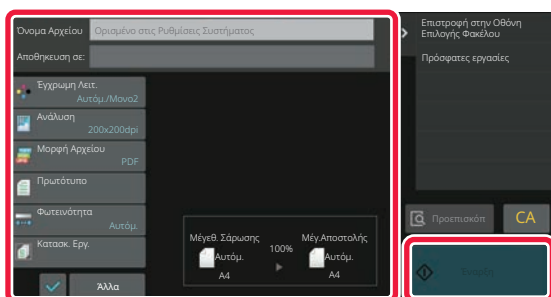 Όνομα Αρχείου Ορισμένο στις Ρυθμίσεις Συστήματος
Αποθηκευση σε:
Έγχρωμη Λειτ.
Αυτόμ./Μονο2
Ανάλυση
200x200dpi
Μορφή Αρχείου
PDF
Πρωτότυπο
Φωτεινότητα
Αυτόμ.
Κατασκ. Εργ.
Άλλα
Μέγεθ. Σάρωσης
100%
Μέγ.Αποστολής
Αυτόμ.
Αυτόμ.
A4
A4
Επιστροφή στην Οθόνη
Επιλογής Φακέλου
Πρόσφατες εργασίες
Προεπισκόπ
CA
Έναρξη